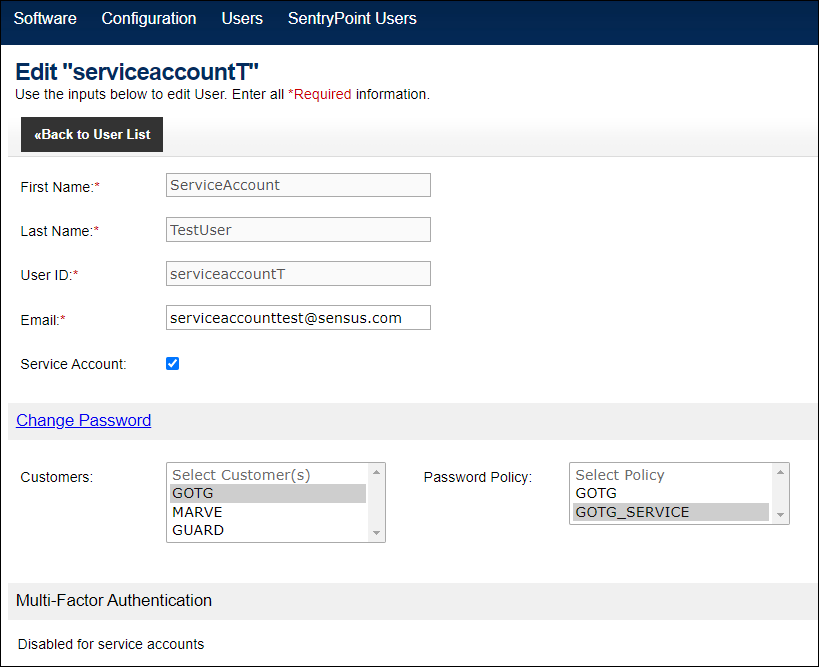 Software Configuration Users SentryPoint Users
Edit "serviceaccountT"
Use the inputs below to edit User. Enter all *Required information.
«Back to User List
First Name:* ServiceAccount
Last Name:* TestUser
User ID:* serviceaccountT
Email:* serviceaccounttest@sensus.com
Service Account:
Change Password
Customers: Select Customer(s) Password Policy: Select Policy
GOTG GOTG
MARVE GOTG_SERVICE
GUARD
Multi-Factor Authentication
Disabled for service accounts